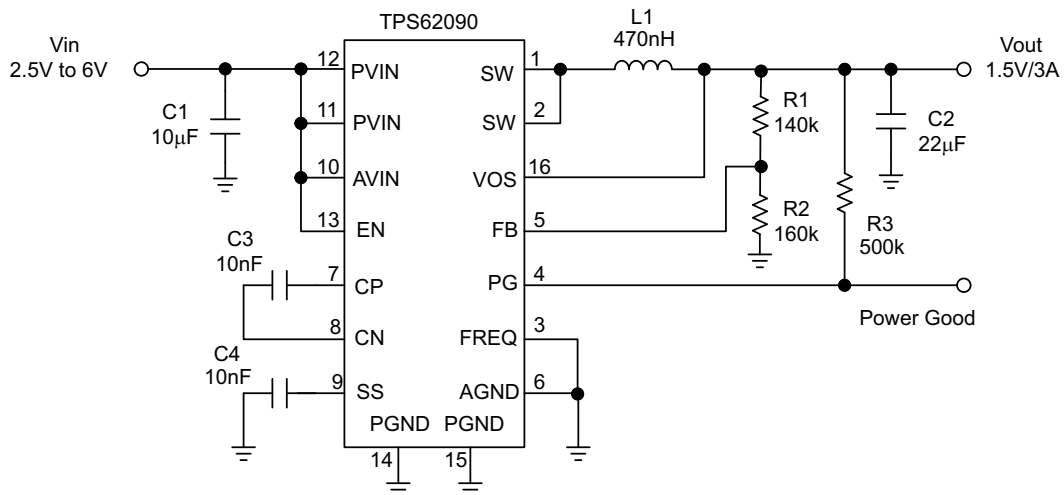 TPS62090
Vin
2.5V to 6V
C1
10μF
12
PVIN
11
PVIN
10
AVIN
13
EN
C3
10nF
7
CP
8
CN
C4
10nF
9
SS
PGND
PGND
14
15
SW
1
SW
2
VOS
16
FB
5
PG
4
FREQ
3
AGND
6
L1
470nH
R1
140k
R2
160k
R3
500k
C2
22μF
Vout
1.5V/3A
Power Good